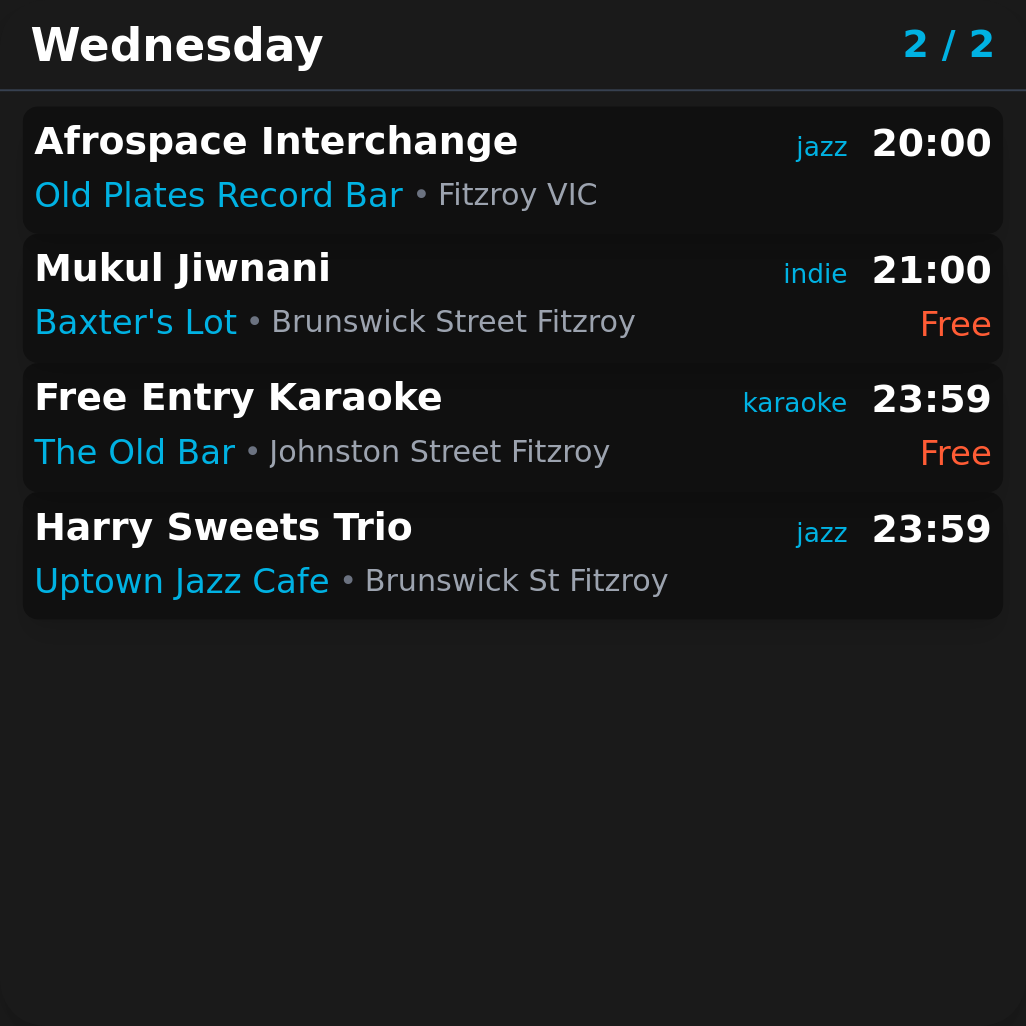 Wednesday 2 / 2
Afrospace Interchange jazz 20:00
Old Plates Record Bar • Fitzroy VIC
Mukul Jiwnani indie 21:00
Baxter's Lot • Brunswick Street Fitzroy Free
Free Entry Karaoke karaoke 23:59
The Old Bar • Johnston Street Fitzroy Free
Harry Sweets Trio jazz 23:59
Uptown Jazz Cafe • Brunswick St Fitzroy